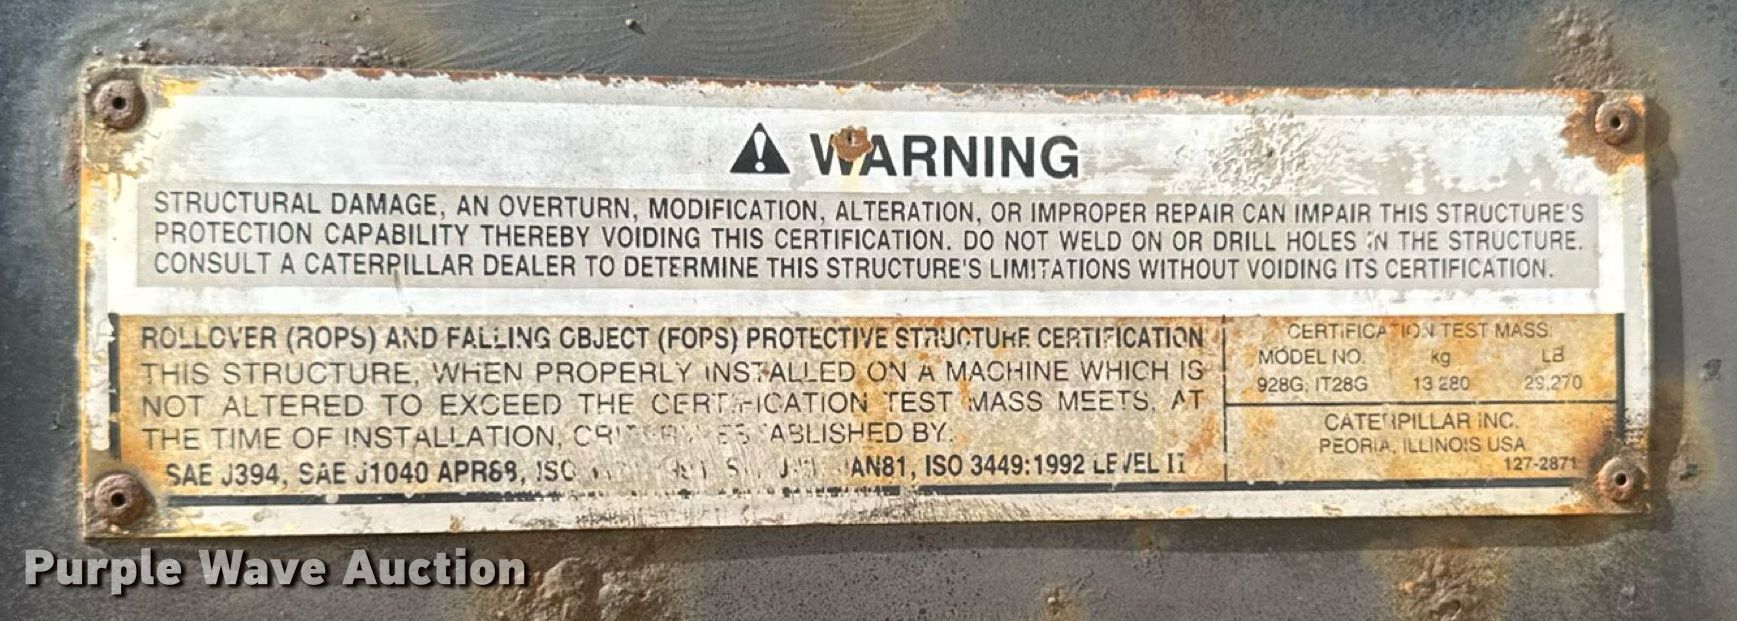 WARNING
STRUCTURAL DAMAGE, AN OVERTURN, MODIFICATION, ALTERATION, OR IMPROPER REPAIR CAN IMPAIR THIS STRUCTURE'S
PROTECTION CAPABILITY THEREBY VOIDING THIS CERTIFICATION. DO NOT WELD ON OR DRILL HOLES IN THE STRUCTURE.
CONSULT A CATERPILLAR DEALER TO DETERMINE THIS STRUCTURE'S LIMITATIONS WITHOUT VOIDING ITS CERTIFICATION.
ROLLOVER (ROPS) AND FALLING OBJECT (FOPS) PROTECTIVE STRUCTURE CERTIFICATION
THIS STRUCTURE, WHEN PROPERLY INSTALLED ON A MACHINE WHICH IS
NOT ALTERED TO EXCEED THE CERTIFICATION TEST MASS MEETS, AT
THE TIME OF INSTALLATION, CRITERIA ESTABLISHED BY:
SAE J394, SAE J1040 APR88, ISO JAN81, ISO 3449:1992 LEVEL II
CERTIFICATION TEST MASS
MODEL NO. kg LB
928G, IT28G 13 280 29,270
CATERPILLAR INC.
PEORIA, ILLINOIS USA
127-2871
Purple Wave Auction